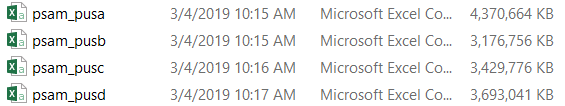 psam_pusa 3/4/2019 10:15 AM Microsoft Excel Co... 4,370,664 KB
psam_pusb 3/4/2019 10:15 AM Microsoft Excel Co... 3,176,756 KB
psam_pusc 3/4/2019 10:16 AM Microsoft Excel Co... 3,429,776 KB
psam_pusd 3/4/2019 10:17 AM Microsoft Excel Co... 3,693,041 KB